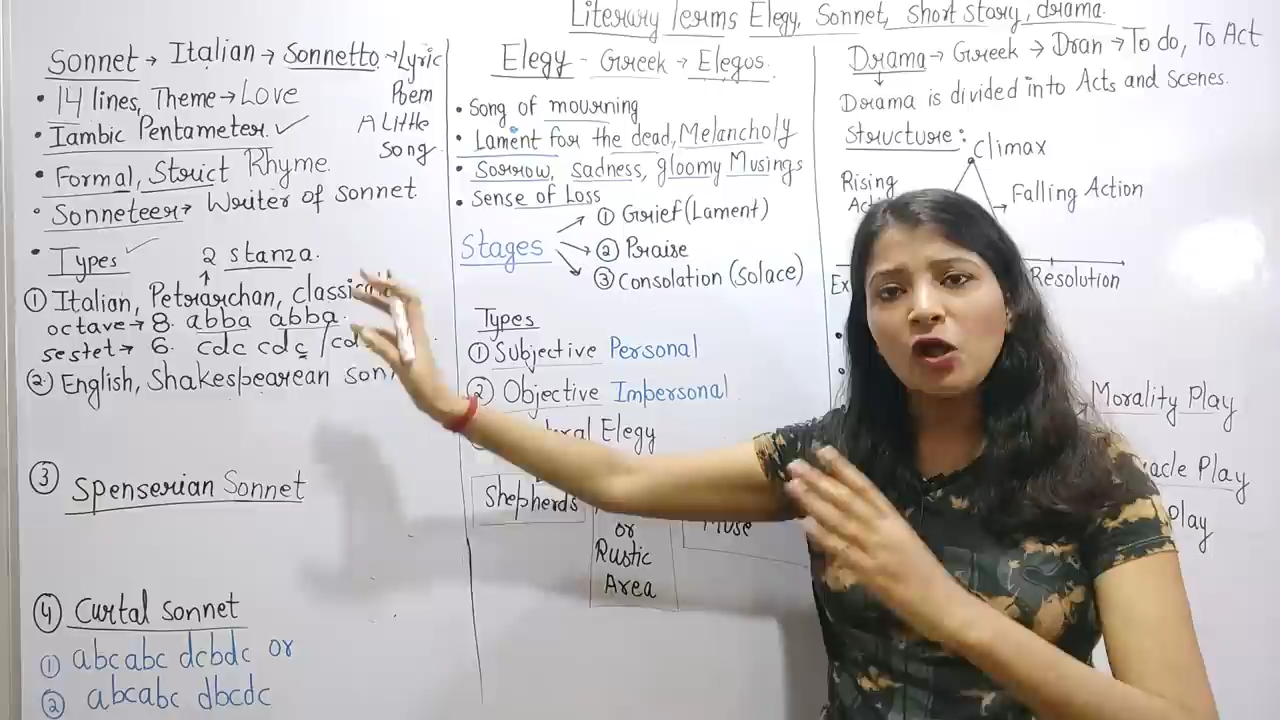 Literary Terms Elegy, Sonnet, short story, drama.
Sonnet → Italian → Sonnetto → Lyric
Poem
A Little
Song
• 14 lines, Theme → Love
• Iambic Pentameter. ✓
• Formal, Strict Rhyme.
• Sonneteer → Writer of sonnet
• Types ✓
2 stanza.
① Italian, Petrarchan, classical
octave → 8. abba abba.
sestet → 6. cdc cdc /cd
② English, Shakespearean son
③ Spenserian Sonnet
④ Curtal sonnet
① abcabc dcbdc or
② abcabc dbcdc
Elegy - Greek → Elegos.
• Song of mourning
• Lament for the dead, Melancholy
• Sorrow, sadness, gloomy Musings
• Sense of Loss
Stages
① Grief (Lament)
② Praise
③ Consolation (Solace)
Types
① Subjective Personal
② Objective Impersonal
Elegy
Shepherds
or
Rustic
Area
Muse
Drama → Greek → Dran → To do, To Act
Drama is divided into Acts and Scenes.
Structure:
Climax
Rising
Falling Action
Resolution
Morality Play
Play
Play